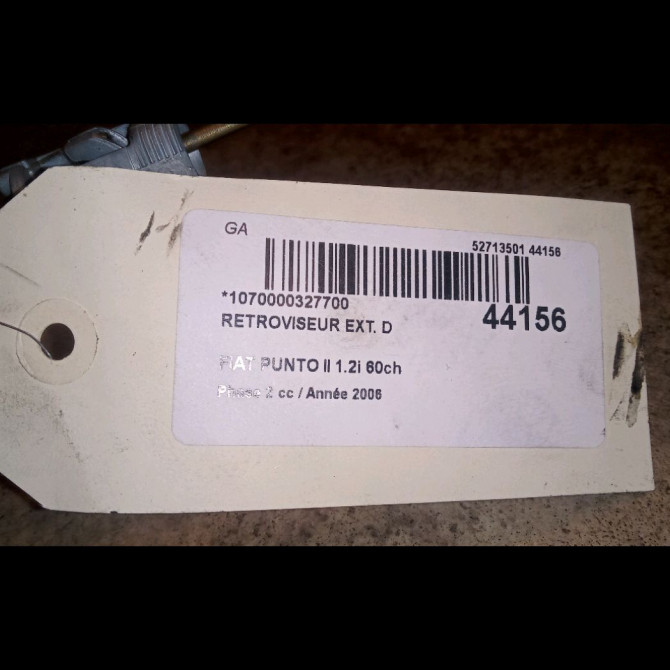 GA
52713501 44156
*1070000327700
44156
RETROVISEUR EXT. D
FIAT PUNTO II 1.2i 60ch
Phase 2 cc / Année 2006